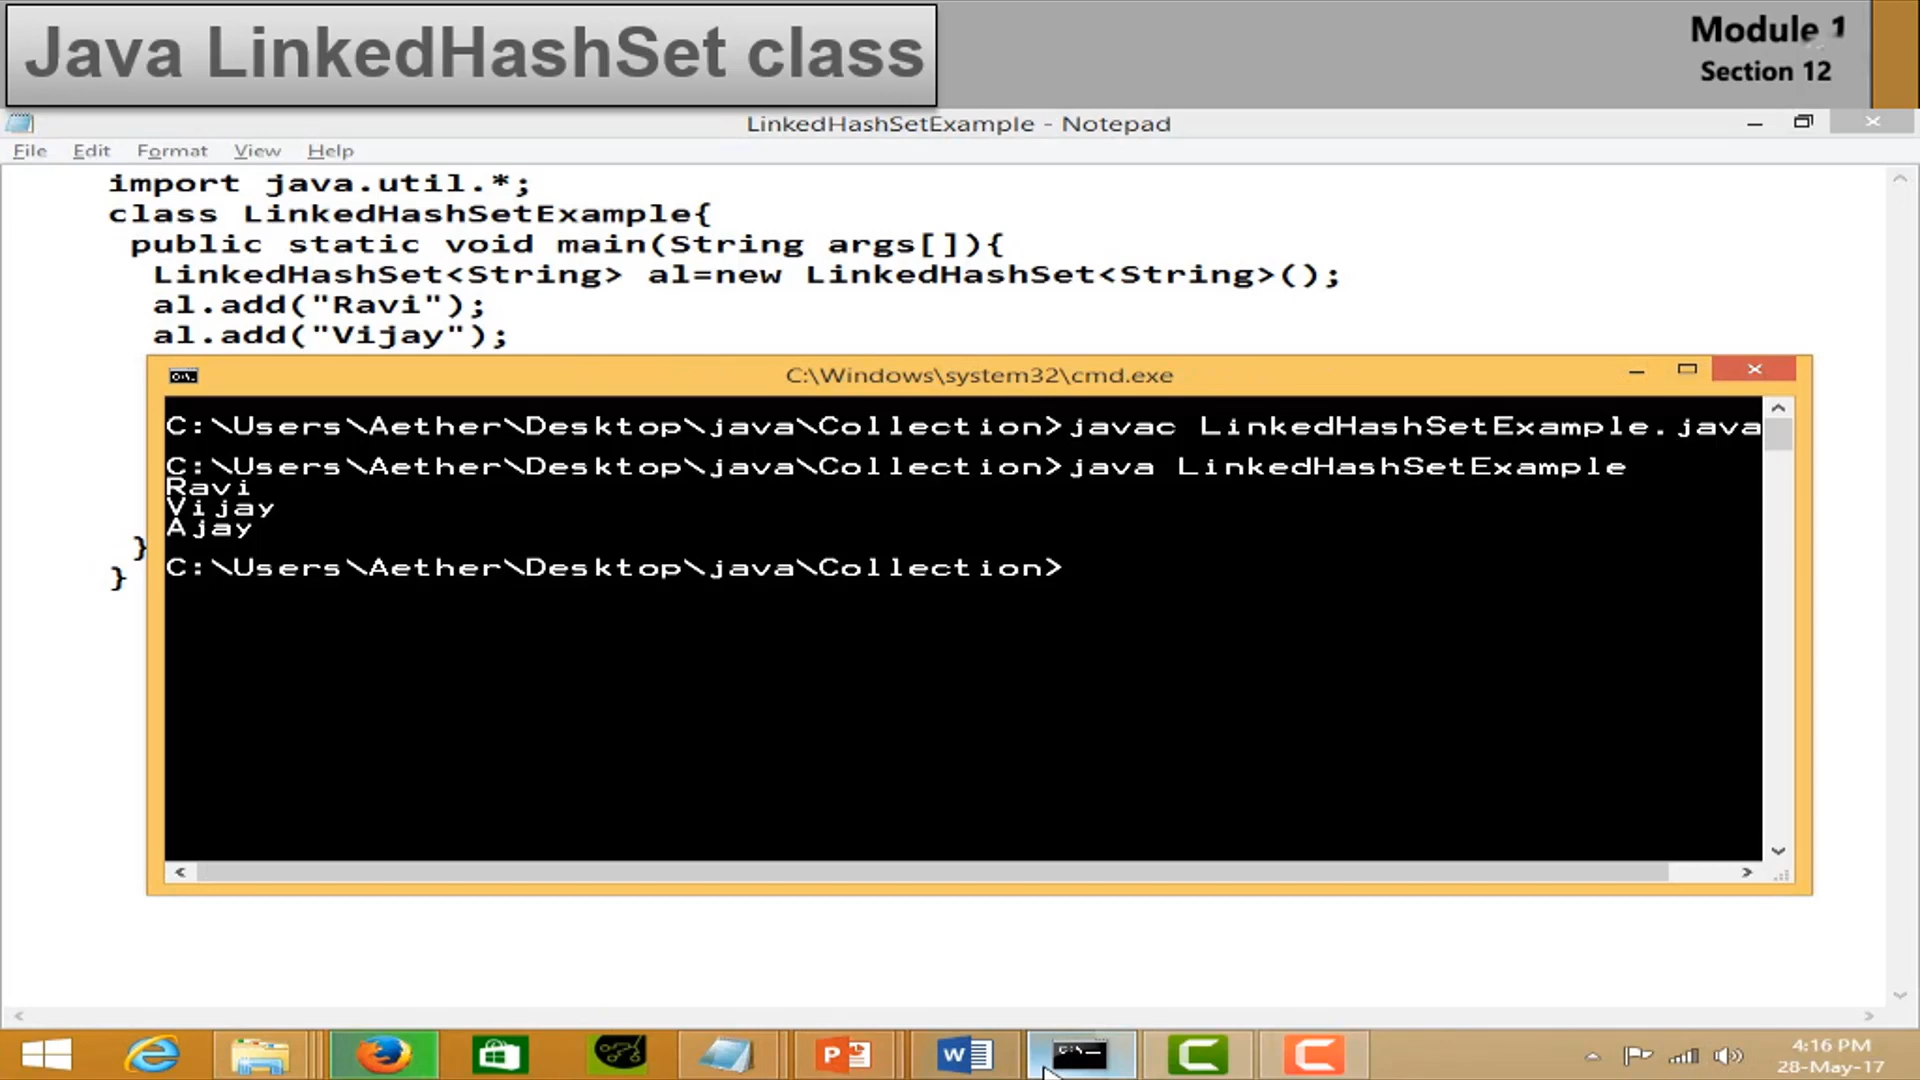 Java LinkedHashSet class
Module 1
Section 12
LinkedHashSetExample - Notepad
File Edit Format View Help
import java.util.*;
class LinkedHashSetExample{
public static void main(String args[]){
LinkedHashSet<String> al=new LinkedHashSet<String>();
al.add("Ravi");
al.add("Vijay");
}
}
C:\Windows\system32\cmd.exe
C:\Users\Aether\Desktop\java\Collection>javac LinkedHashSetExample.java
C:\Users\Aether\Desktop\java\Collection>java LinkedHashSetExample
Ravi
Vijay
Ajay
C:\Users\Aether\Desktop\java\Collection>
4:16 PM
28-May-17